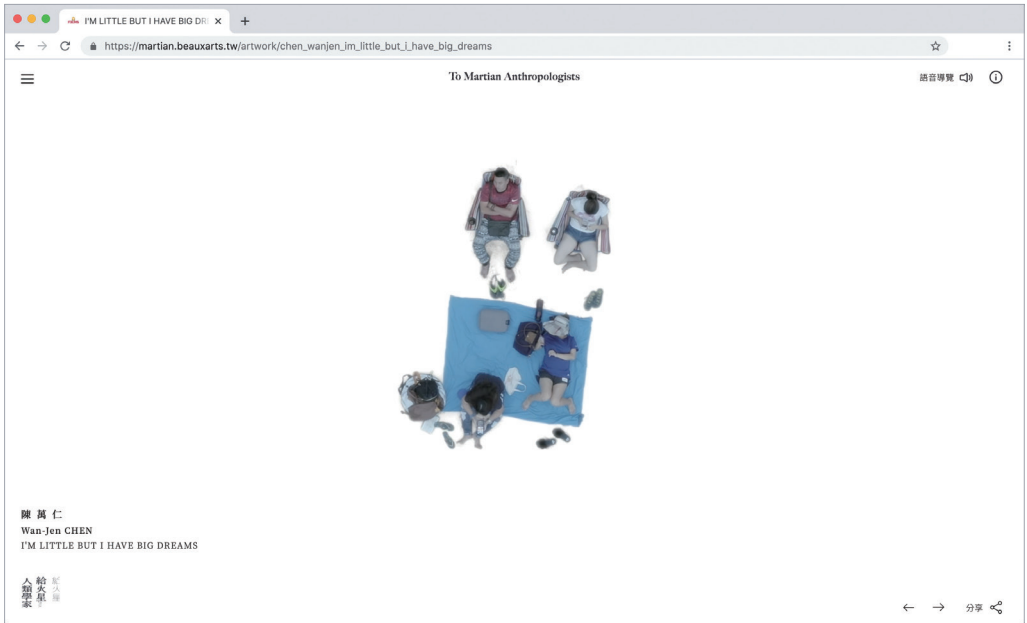 I'M LITTLE BUT I HAVE BIG DR
https://martian.beauxarts.tw/artwork/chen_wanjen_im_little_but_i_have_big_dreams
To Martian Anthropologists
語音導覽
陳萬仁
Wan-Jen CHEN
I'M LITTLE BUT I HAVE BIG DREAMS
給火星
人類學家
分享